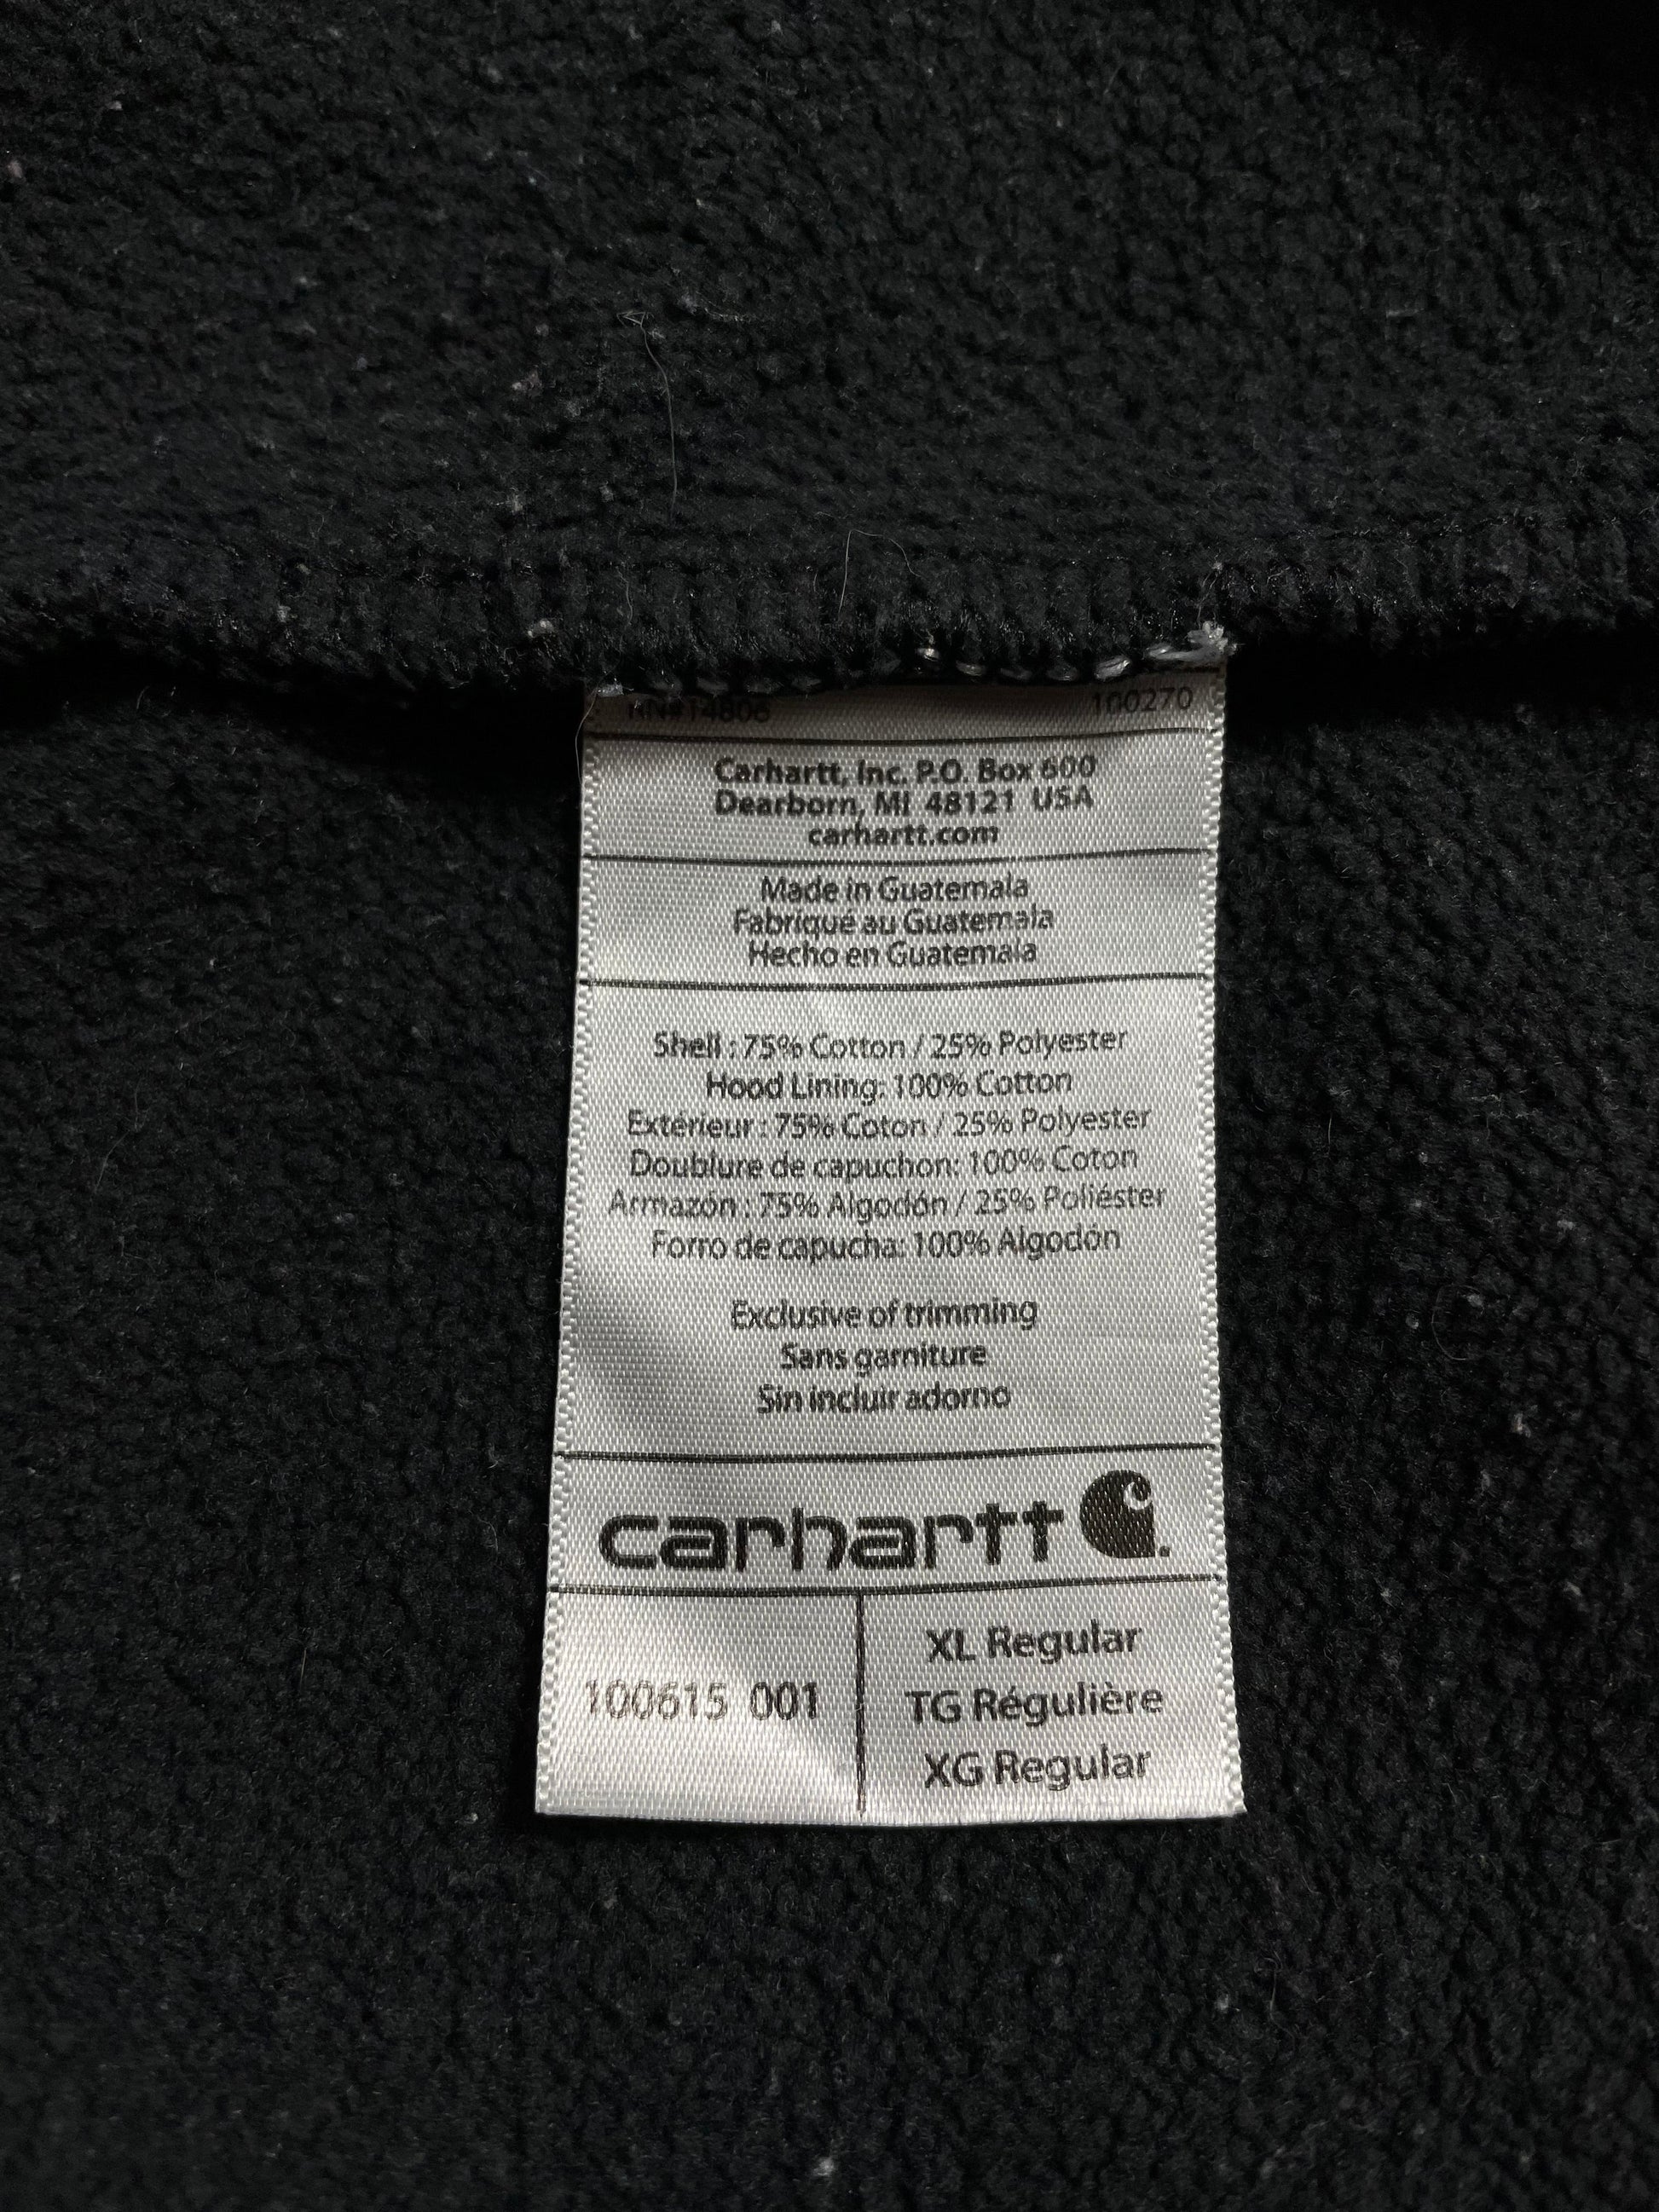 RN#14806 100270
Carhartt, Inc. P.O. Box 600
Dearborn, MI 48121 USA
carhartt.com
Made in Guatemala
Fabriqué au Guatemala
Hecho en Guatemala
Shell : 75% Cotton / 25% Polyester
Hood Lining: 100% Cotton
Extérieur : 75% Coton / 25% Polyester
Doublure de capuchon: 100% Coton
Armazón : 75% Algodón / 25% Poliéster
Forro de capucha: 100% Algodón
Exclusive of trimming
Sans garniture
Sin incluir adorno
carhartt
100615 001
XL Regular
TG Régulière
XG Regular